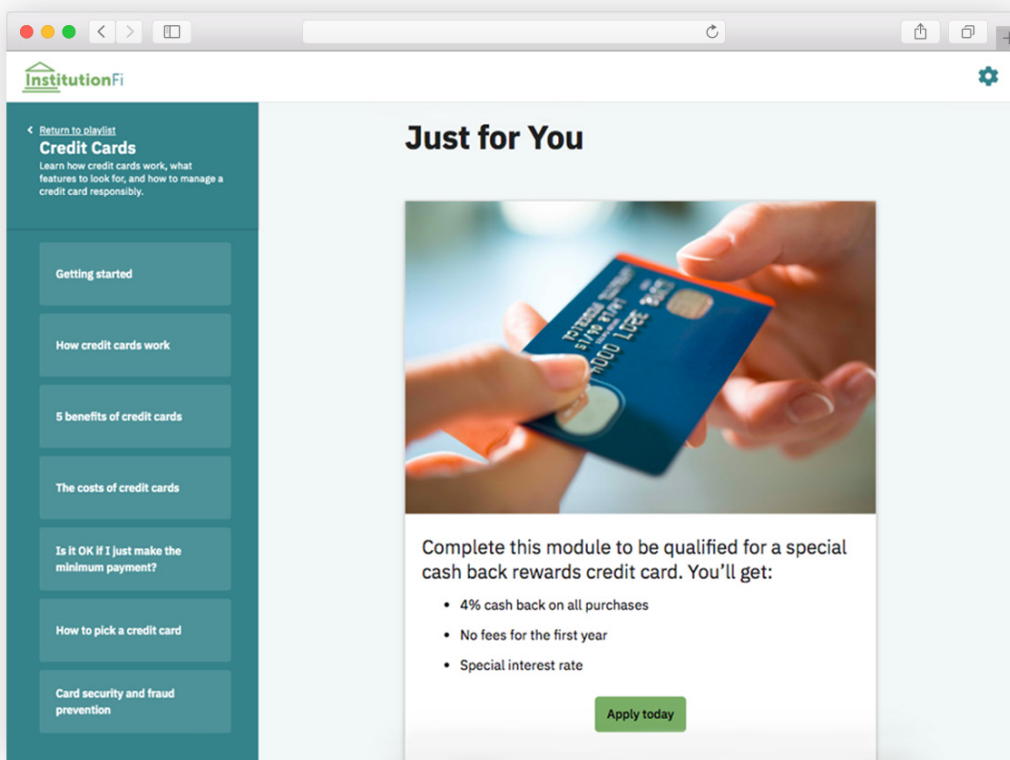 InstitutionFi
Return to playlist
Credit Cards
Learn how credit cards work, what
features to look for, and how to manage a
credit card responsibly.
Getting started
How credit cards work
5 benefits of credit cards
The costs of credit cards
Is it OK if I just make the
minimum payment?
How to pick a credit card
Card security and fraud
prevention
Just for You
Complete this module to be qualified for a special
cash back rewards credit card. You’ll get:
• 4% cash back on all purchases
• No fees for the first year
• Special interest rate
Apply today